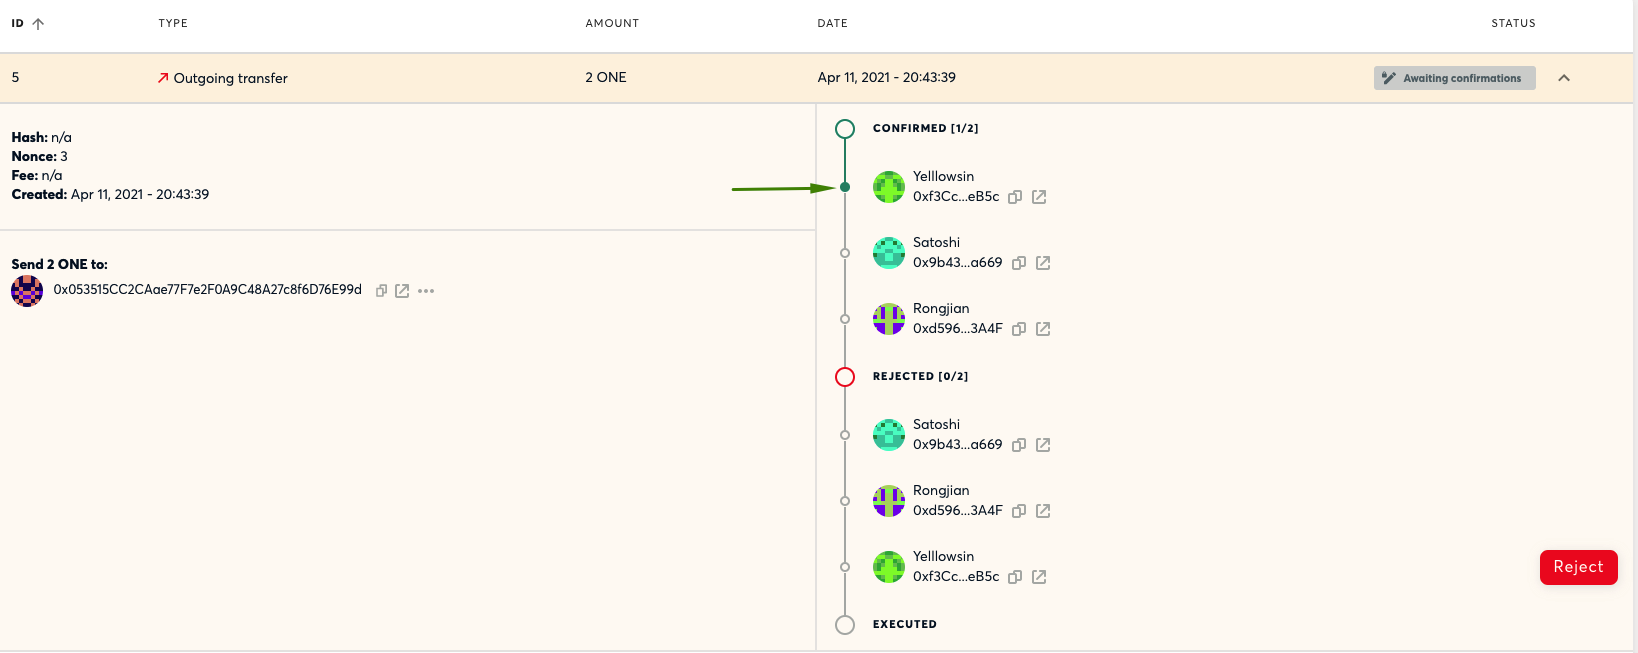 ID TYPE AMOUNT DATE STATUS
5 Outgoing transfer 2 ONE Apr 11, 2021 - 20:43:39 Awaiting confirmations
Hash: n/a
Nonce: 3
Fee: n/a
Created: Apr 11, 2021 - 20:43:39
Send 2 ONE to:
0x053515CC2CAae77F7e2F0A9C48A27c8f6D76E99d
CONFIRMED [1/2]
Yelllowsin
0xf3Cc...eB5c
Satoshi
0x9b43...a669
Rongjian
0xd596...3A4F
REJECTED [0/2]
Satoshi
0x9b43...a669
Rongjian
0xd596...3A4F
Yelllowsin
0xf3Cc...eB5c
Reject
EXECUTED